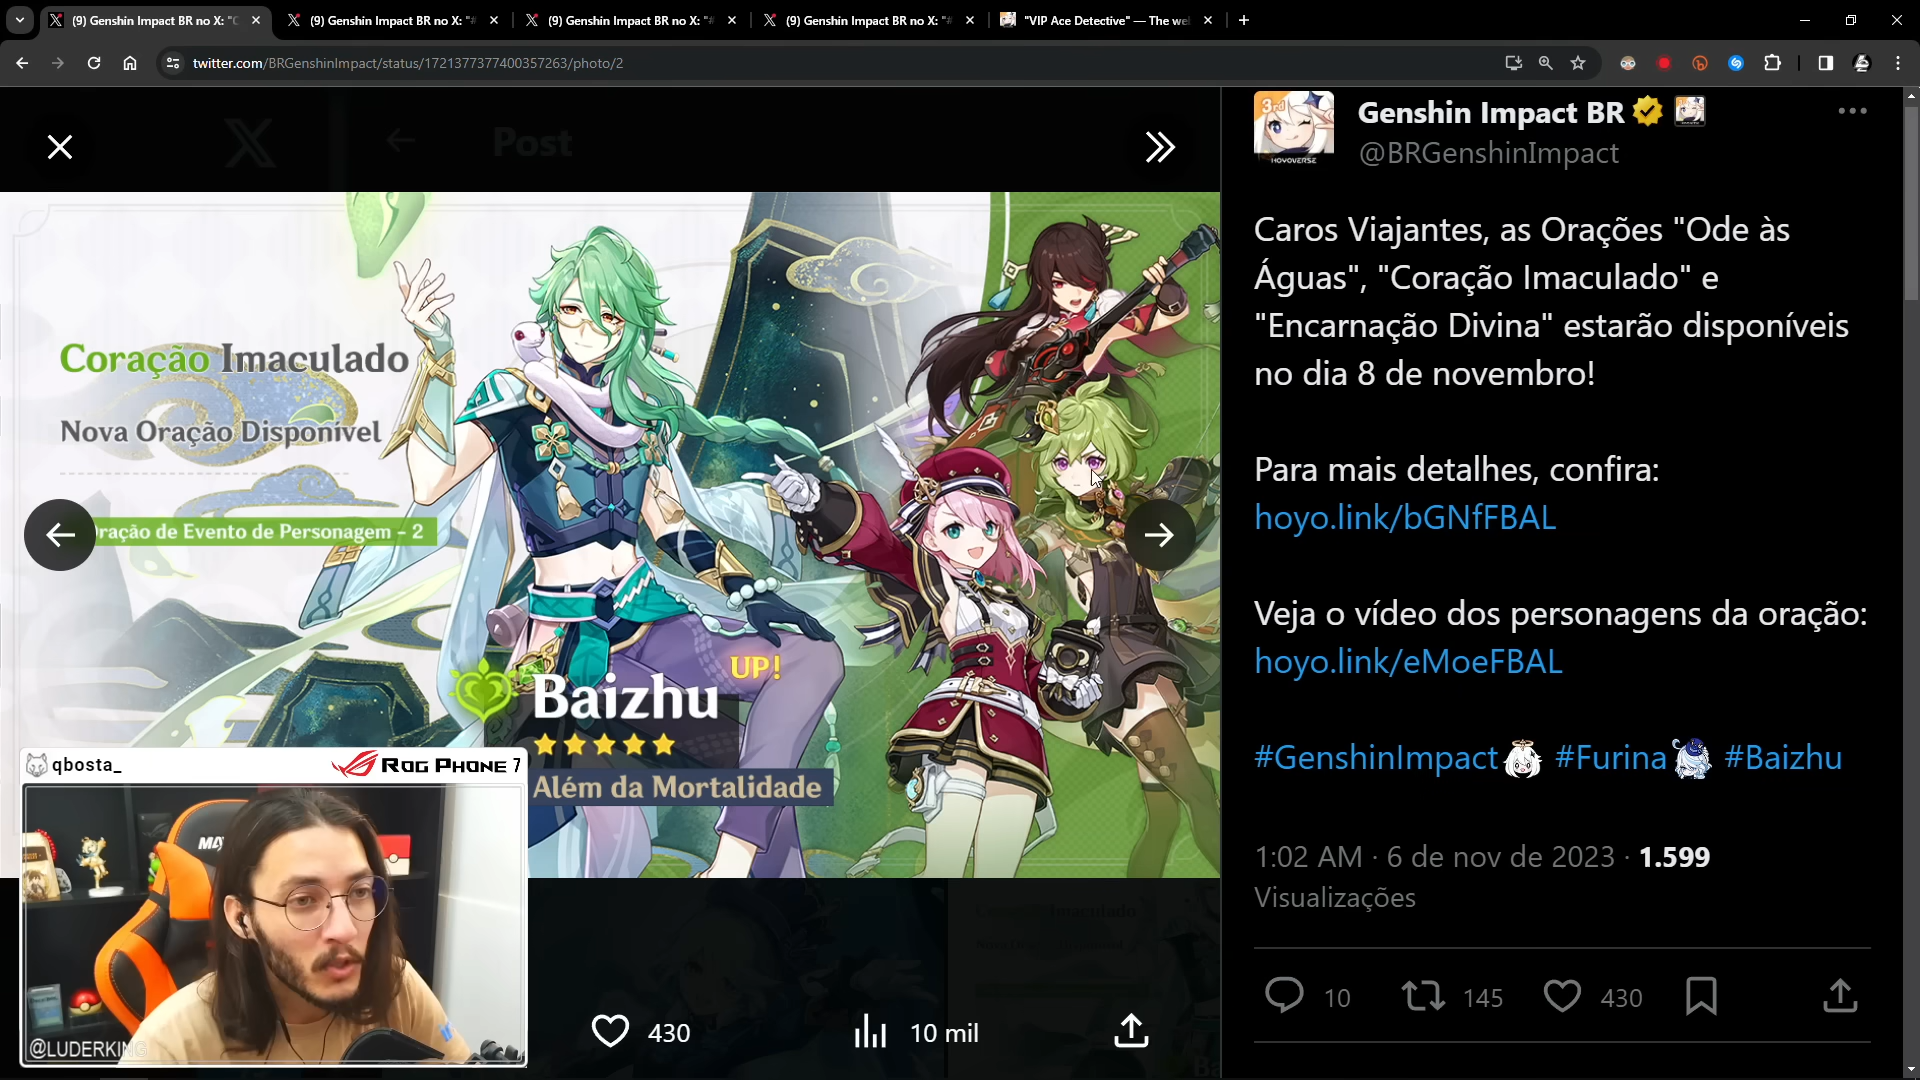 (9) Genshin Impact BR no X: "C
(9) Genshin Impact BR no X: "#
(9) Genshin Impact BR no X: "#
(9) Genshin Impact BR no X: "#
"VIP Ace Detective" — The we
twitter.com/BRGenshinImpact/status/1721377377400357263/photo/2
Post
3rd
HOYOVERSE
Genshin Impact BR
@BRGenshinImpact
Caros Viajantes, as Orações "Ode às
Águas", "Coração Imaculado" e
"Encarnação Divina" estarão disponíveis
no dia 8 de novembro!
Para mais detalhes, confira:
hoyo.link/bGNfFBAL
Veja o vídeo dos personagens da oração:
hoyo.link/eMoeFBAL
#GenshinImpact #Furina #Baizhu
1:02 AM · 6 de nov de 2023 · 1.599
Visualizações
10 145 430
Coração Imaculado
Nova Oração Disponível
ração de Evento de Personagem - 2
UP!
Baizhu
Além da Mortalidade
qbosta_
ROG PHONE 7
@LUDERKING
430 10 mil